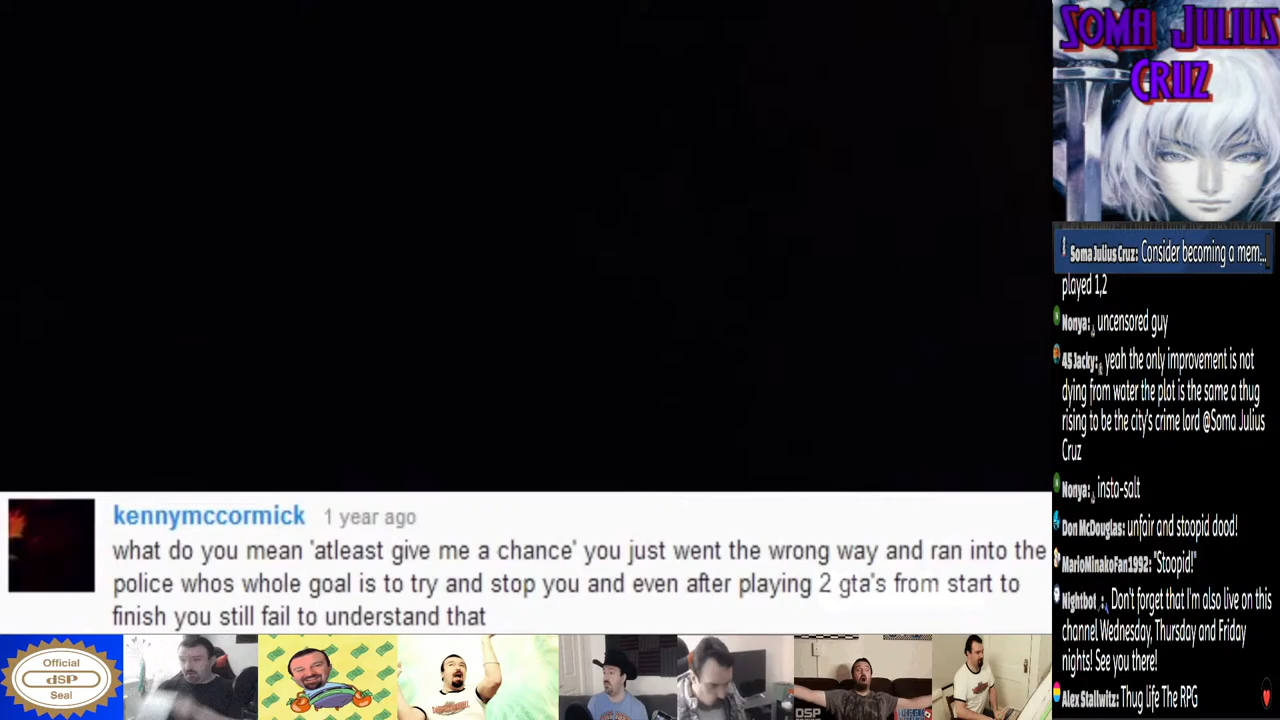 SOMA JULIUS
CRUZ
Soma Julius Cruz: Consider becoming a mem...
played 1,2
Nonya: uncensored guy
45 Jacky: yeah the only improvement is not
dying from water the plot is the same a thug
rising to be the city's crime lord @Soma Julius
Cruz
Nonya: insta-salt
Don McDouglas: unfair and stoopid dood!
MarioMinakoFan1992: "Stoopid!"
Nightbot: Don't forget that I'm also live on this
channel Wednesday, Thursday and Friday
nights! See you there!
Alex Stallwitz: Thug life The RPG
kennymccormick 1 year ago
what do you mean 'atleast give me a chance' you just went the wrong way and ran into the
police whos whole goal is to try and stop you and even after playing 2 gta's from start to
finish you still fail to understand that
Official
dSP
Seal
DSP